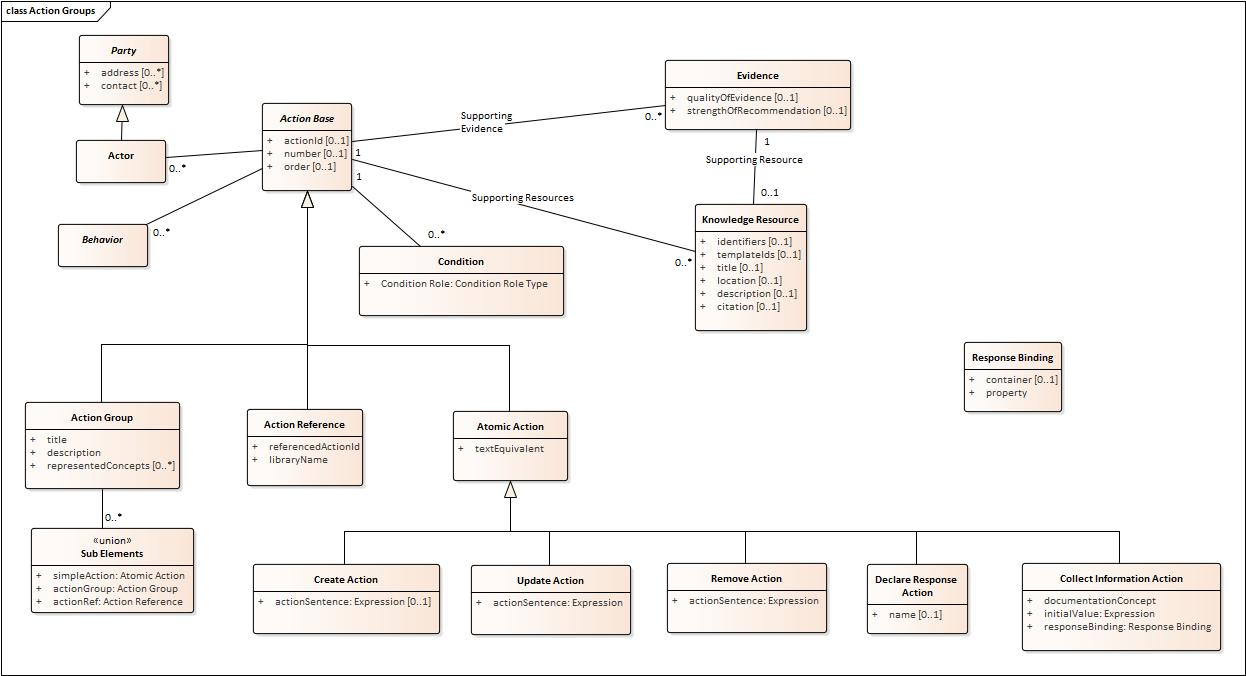 class Action Groups
Party
+ address [0..*]
+ contact [0..*]
Actor
0..*
Behavior
0..*
Action Base
+ actionId [0..1]
+ number [0..1]
+ order [0..1]
1
1
Supporting
Evidence
0..*
Evidence
+ qualityOfEvidence [0..1]
+ strengthOfRecommendation [0..1]
1
Supporting Resource
0..1
Supporting Resources
0..*
Knowledge Resource
+ identifiers [0..1]
+ templateIds [0..1]
+ title [0..1]
+ location [0..1]
+ description [0..1]
+ citation [0..1]
0..*
Condition
+ Condition Role: Condition Role Type
Response Binding
+ container [0..1]
+ property
Action Group
+ title
+ description
+ representedConcepts [0..*]
0..*
«union»
Sub Elements
+ simpleAction: Atomic Action
+ actionGroup: Action Group
+ actionRef: Action Reference
Action Reference
+ referencedActionId
+ libraryName
Atomic Action
+ textEquivalent
Create Action
+ actionSentence: Expression [0..1]
Update Action
+ actionSentence: Expression
Remove Action
+ actionSentence: Expression
Declare Response
Action
+ name [0..1]
Collect Information Action
+ documentationConcept
+ initialValue: Expression
+ responseBinding: Response Binding